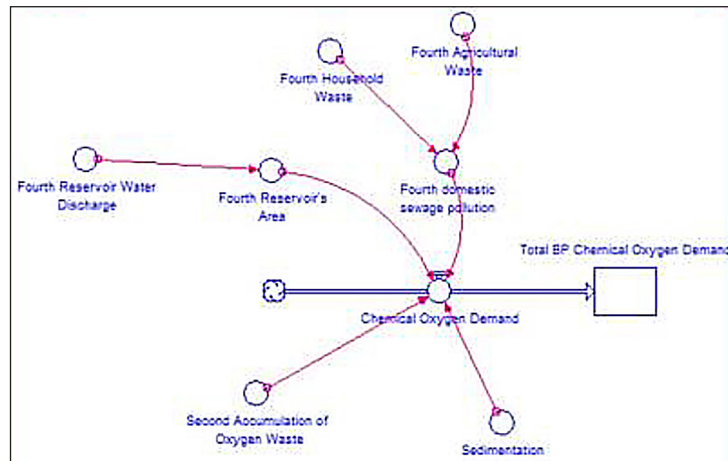 Fourth Agricultural
Waste
Fourth Household
Waste
Fourth Reservoir Water
Discharge
Fourth Reservoir's
Area
Fourth domestic
sewage pollution
Total BP Chemical Oxygen Demand
Chemical Oxygen Demand
Second Accumulation of
Oxygen Waste
Sedimentation